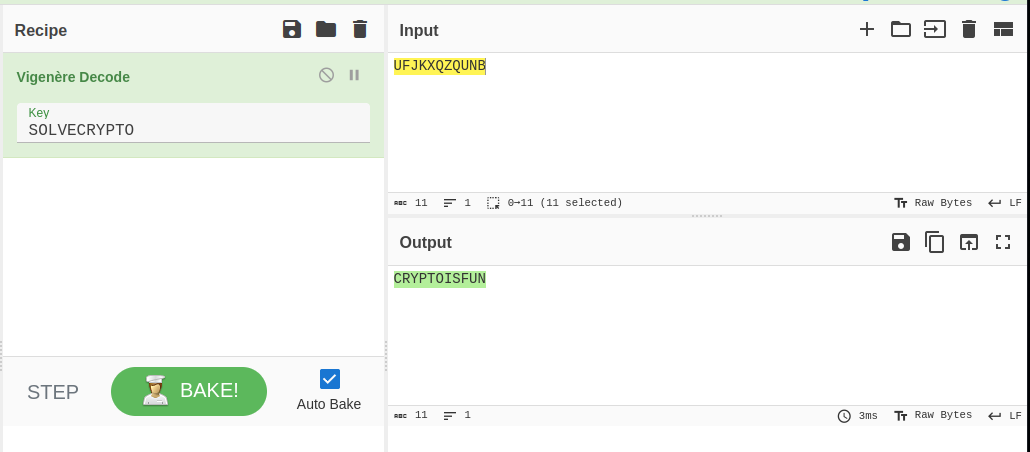 Recipe
Vigenère Decode
Key
SOLVECRYPTO
STEP
BAKE!
Auto Bake
Input
UFJKXQZQUNB
ABC 11 1 0→11 (11 selected) Raw Bytes LF
Output
CRYPTOISFUN
ABC 11 1 3ms Raw Bytes LF